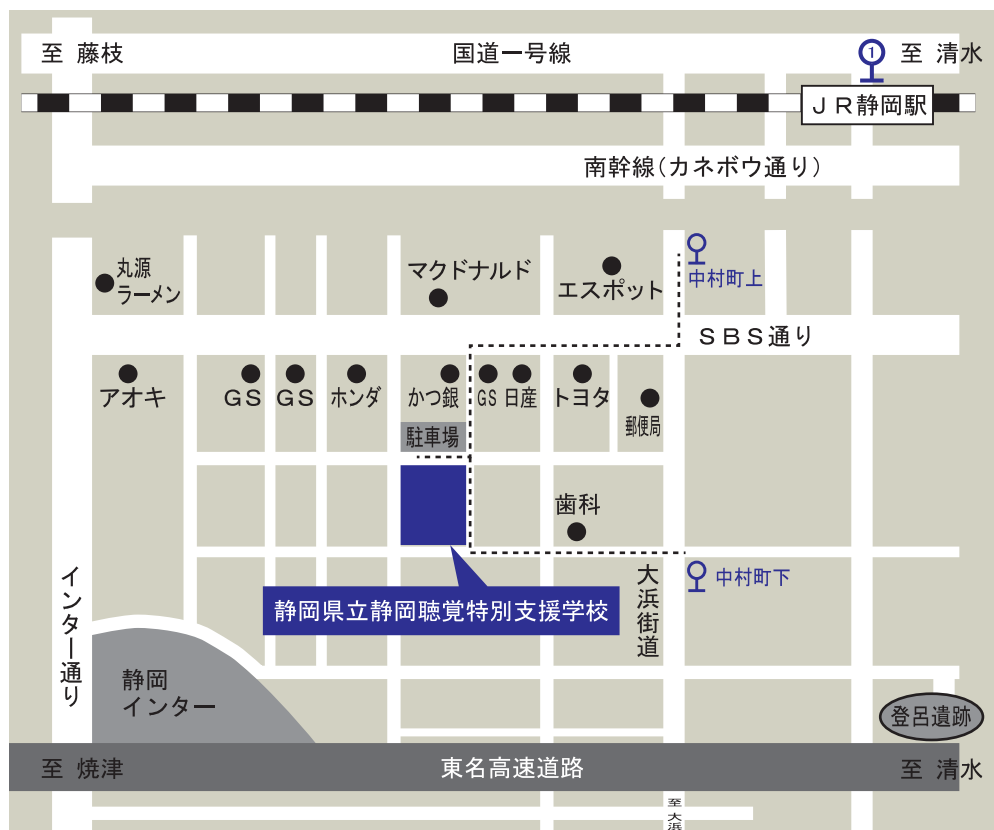 至 藤枝
国道一号線
1
至 清水
ＪＲ静岡駅
南幹線（カネボウ通り）
丸源
ラーメン
マクドナルド
エスポット
中村町上
ＳＢＳ通り
アオキ
ＧＳ
ＧＳ
ホンダ
かつ銀
GS
日産
トヨタ
郵便局
駐車場
歯科
インター通り
静岡県立静岡聴覚特別支援学校
大浜街道
中村町下
静岡
インター
登呂遺跡
至 焼津
東名高速道路
至 清水
至大浜